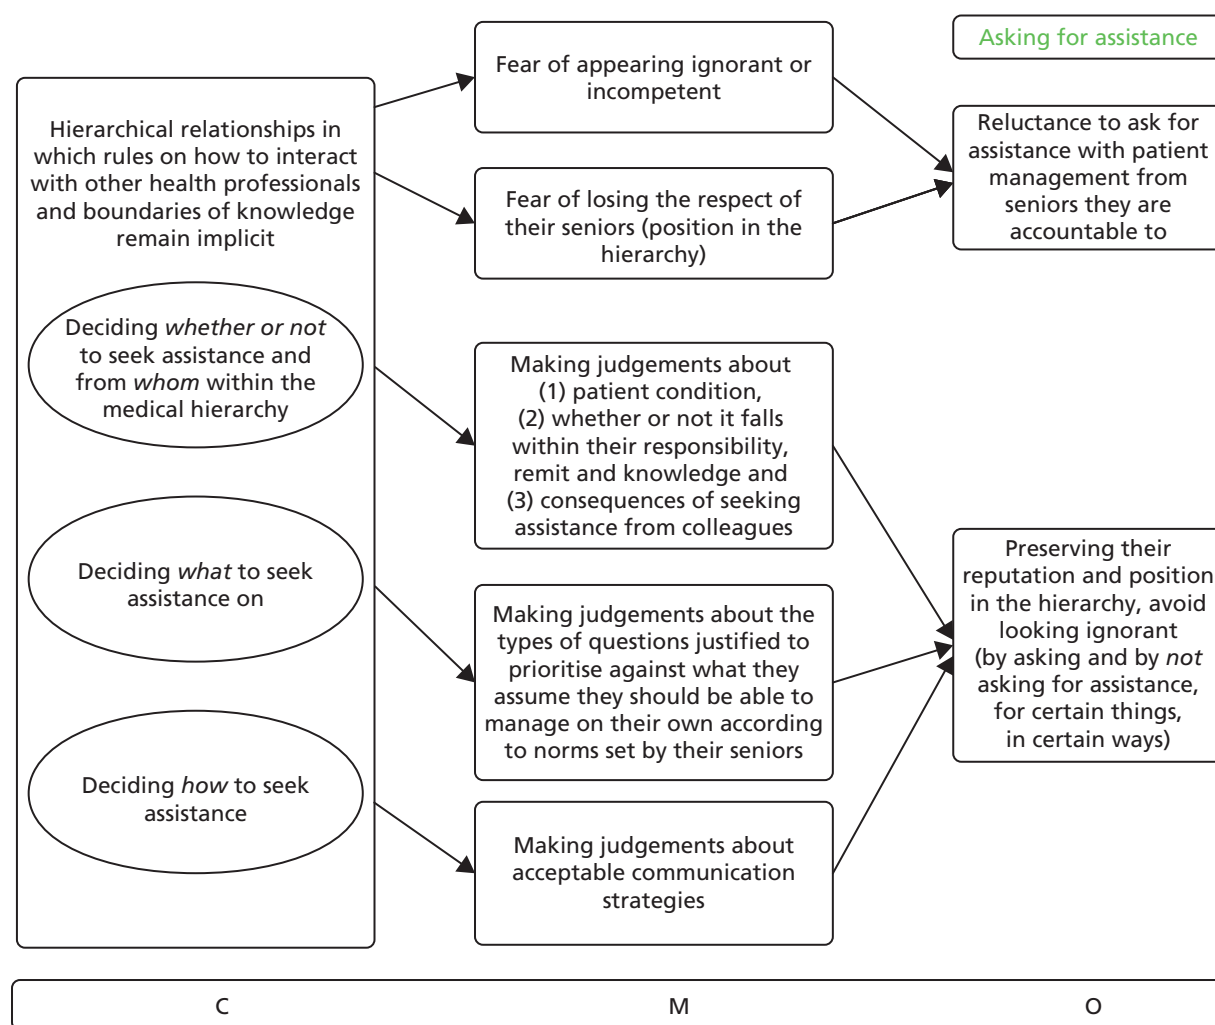 Asking for assistance
Hierarchical relationships in
which rules on how to interact
with other health professionals
and boundaries of knowledge
remain implicit
Deciding whether or not
to seek assistance and
from whom within the
medical hierarchy
Deciding what to seek
assistance on
Deciding how to seek
assistance
Fear of appearing ignorant or
incompetent
Fear of losing the respect of
their seniors (position in the
hierarchy)
Making judgements about
(1) patient condition,
(2) whether or not it falls
within their responsibility,
remit and knowledge and
(3) consequences of seeking
assistance from colleagues
Making judgements about the
types of questions justified to
prioritise against what they
assume they should be able to
manage on their own according
to norms set by their seniors
Making judgements about
acceptable communication
strategies
Reluctance to ask for
assistance with patient
management from
seniors they are
accountable to
Preserving their
reputation and position
in the hierarchy, avoid
looking ignorant
(by asking and by not
asking for assistance,
for certain things,
in certain ways)
C
M
O